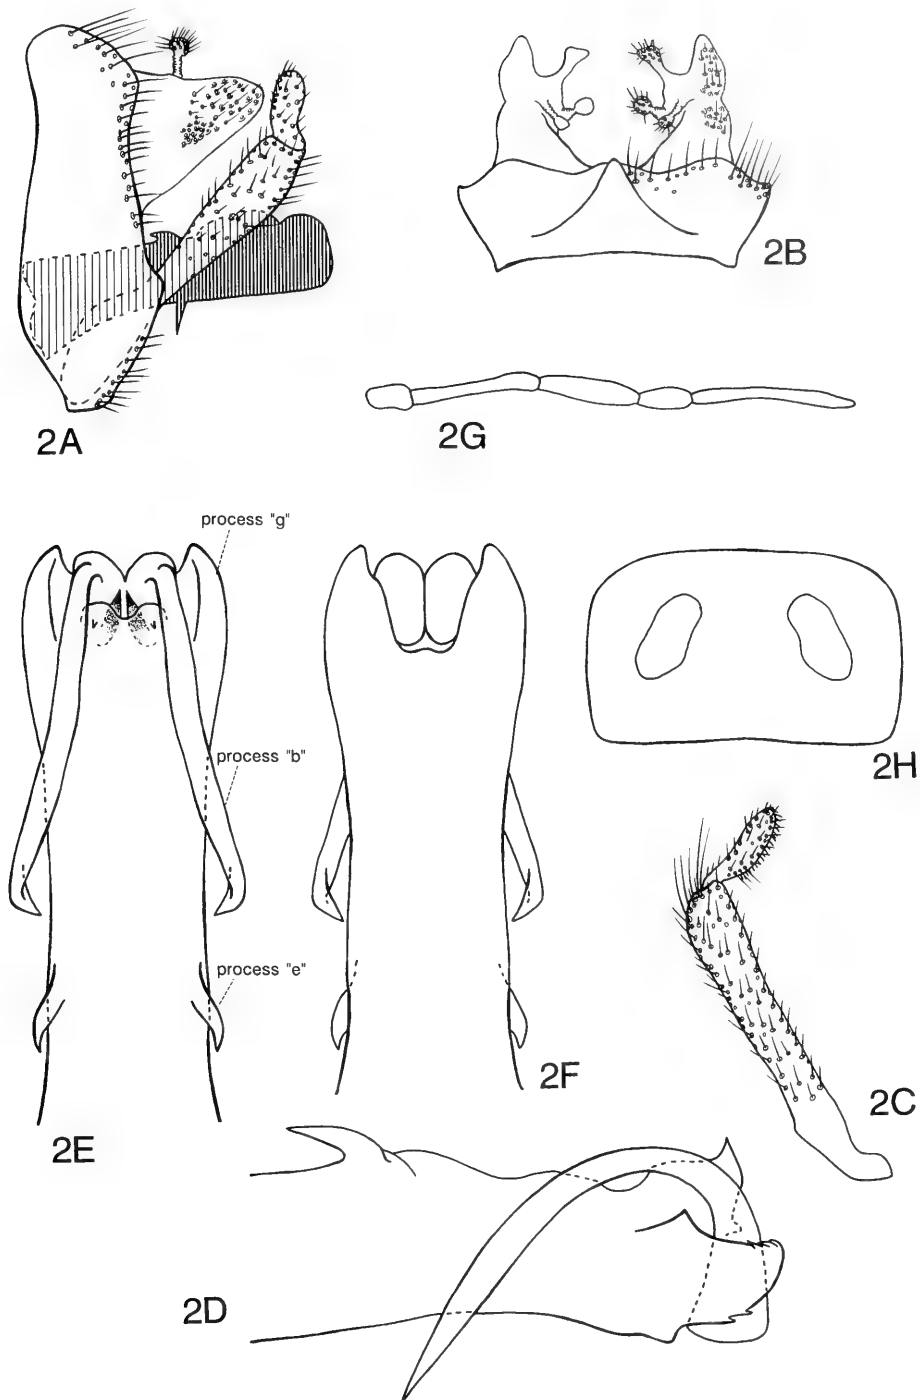 2A
2B
2G
process "g"
2H
process "b"
process "e"
2F
2C
2E
2D